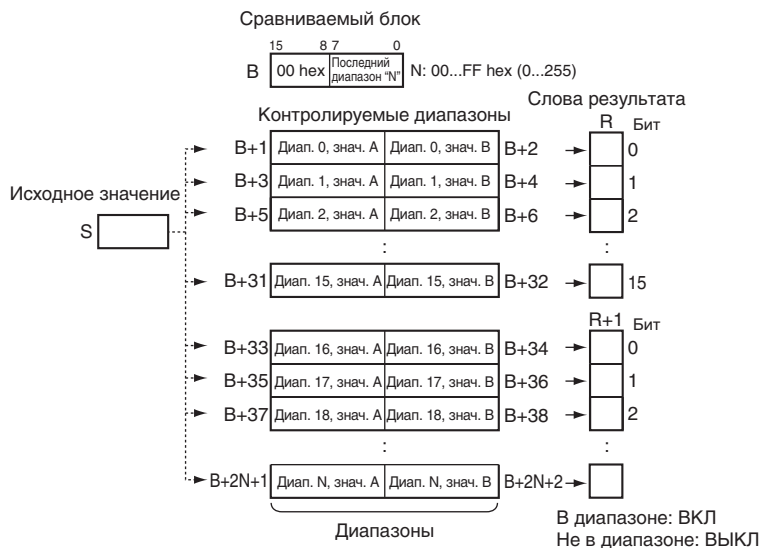 Сравниваемый блок
15 8 7 0
B 00 hex Последний диапазон "N" N: 00...FF hex (0...255)
Слова результата
Контролируемые диапазоны R Бит
B+1 Диап. 0, знач. A Диап. 0, знач. B B+2 0
B+3 Диап. 1, знач. A Диап. 1, знач. B B+4 1
Исходное значение
B+5 Диап. 2, знач. A Диап. 2, знач. B B+6 2
S
: :
B+31 Диап. 15, знач. A Диап. 15, знач. B B+32 15
R+1 Бит
B+33 Диап. 16, знач. A Диап. 16, знач. B B+34 0
B+35 Диап. 17, знач. A Диап. 17, знач. B B+36 1
B+37 Диап. 18, знач. A Диап. 18, знач. B B+38 2
: :
B+2N+1 Диап. N, знач. A Диап. N, знач. B B+2N+2
Диапазоны
В диапазоне: ВКЛ
Не в диапазоне: ВЫКЛ